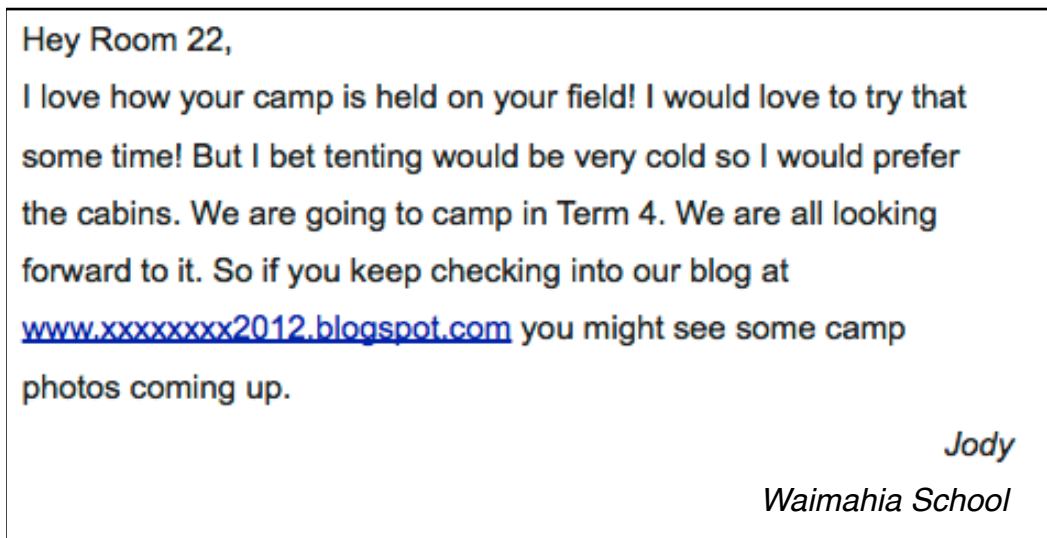 Hey Room 22,
I love how your camp is held on your field! I would love to try that
some time! But I bet tenting would be very cold so I would prefer
the cabins. We are going to camp in Term 4. We are all looking
forward to it. So if you keep checking into our blog at
www.xxxxxxxx2012.blogspot.com you might see some camp
photos coming up.
Jody
Waimahia School